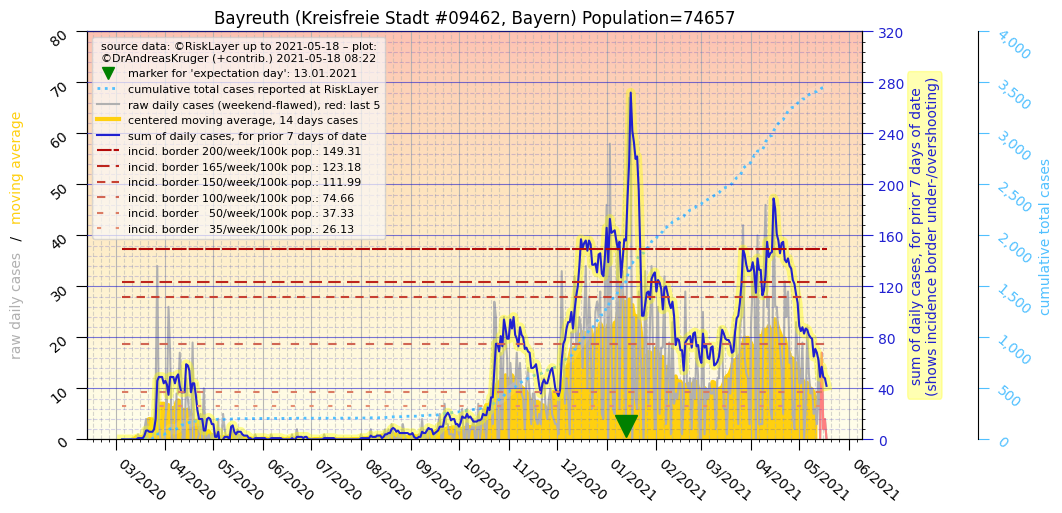 Bayreuth (Kreisfreie Stadt #09462, Bayern) Population=74657
source data: ©RiskLayer up to 2021-05-18 – plot:
©DrAndreasKruger (+contrib.) 2021-05-18 08:22
marker for 'expectation day': 13.01.2021
cumulative total cases reported at RiskLayer
raw daily cases (weekend-flawed), red: last 5
centered moving average, 14 days cases
sum of daily cases, for prior 7 days of date
incid. border 200/week/100k pop.: 149.31
incid. border 165/week/100k pop.: 123.18
incid. border 150/week/100k pop.: 111.99
incid. border 100/week/100k pop.: 74.66
incid. border   50/week/100k pop.: 37.33
incid. border   35/week/100k pop.: 26.13
raw daily cases   /   moving average
80
70
60
50
40
30
20
10
0
03/2020
04/2020
05/2020
06/2020
07/2020
08/2020
09/2020
10/2020
11/2020
12/2020
01/2021
02/2021
03/2021
04/2021
05/2021
06/2021
320
280
240
200
160
120
80
40
0
sum of daily cases, for prior 7 days of date
(shows incidence border under-/overshooting)
4,000
3,500
3,000
2,500
2,000
1,500
1,000
500
0
cumulative total cases